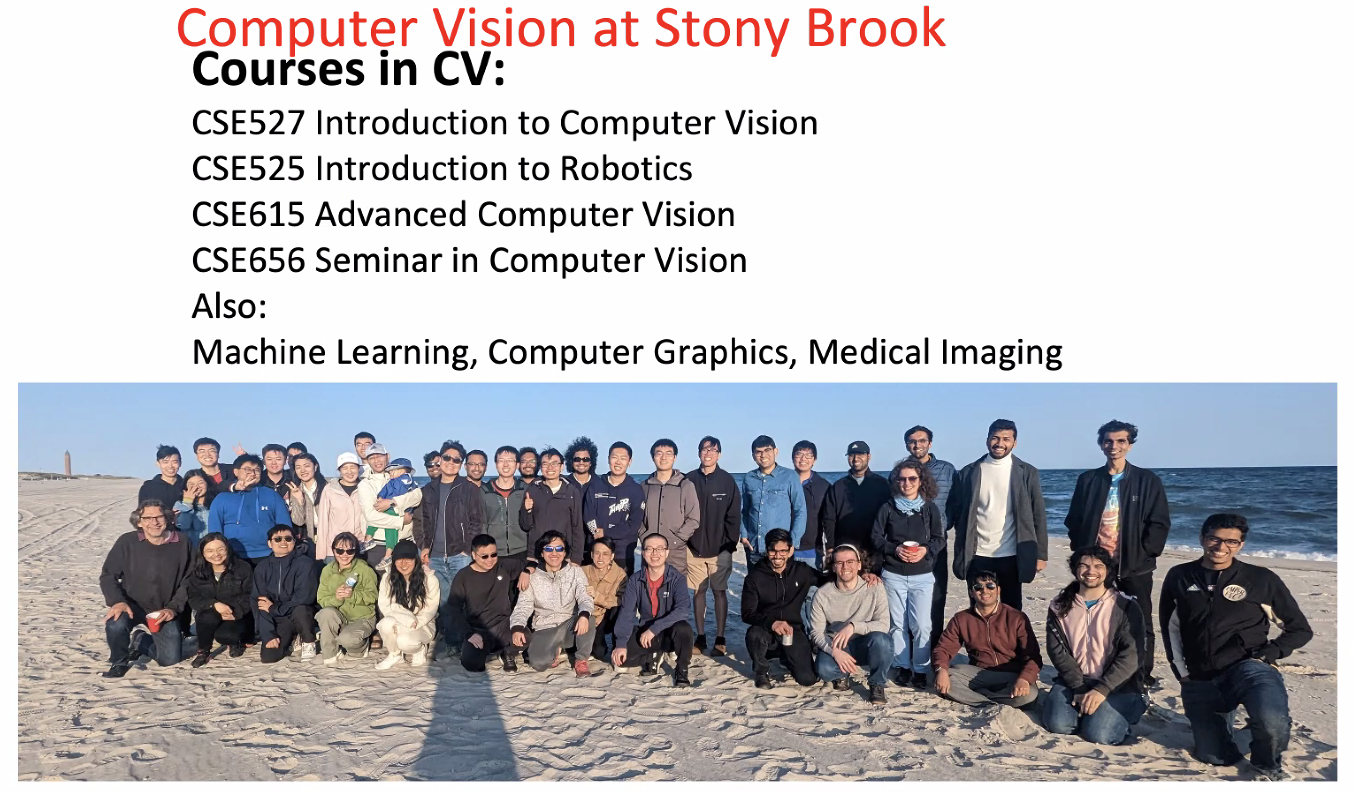 Computer Vision at Stony Brook
Courses in CV:
CSE527 Introduction to Computer Vision
CSE525 Introduction to Robotics
CSE615 Advanced Computer Vision
CSE656 Seminar in Computer Vision
Also:
Machine Learning, Computer Graphics, Medical Imaging